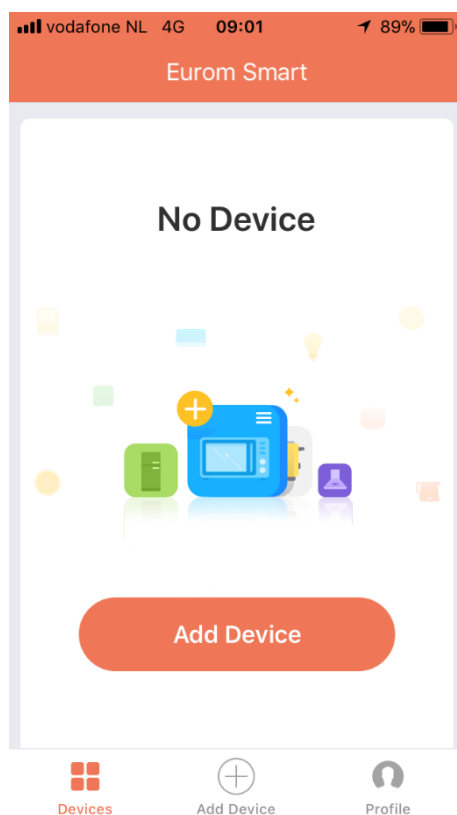 vodafone NL 4G 09:01 89%
Eurom Smart
No Device
Add Device
Devices Add Device Profile